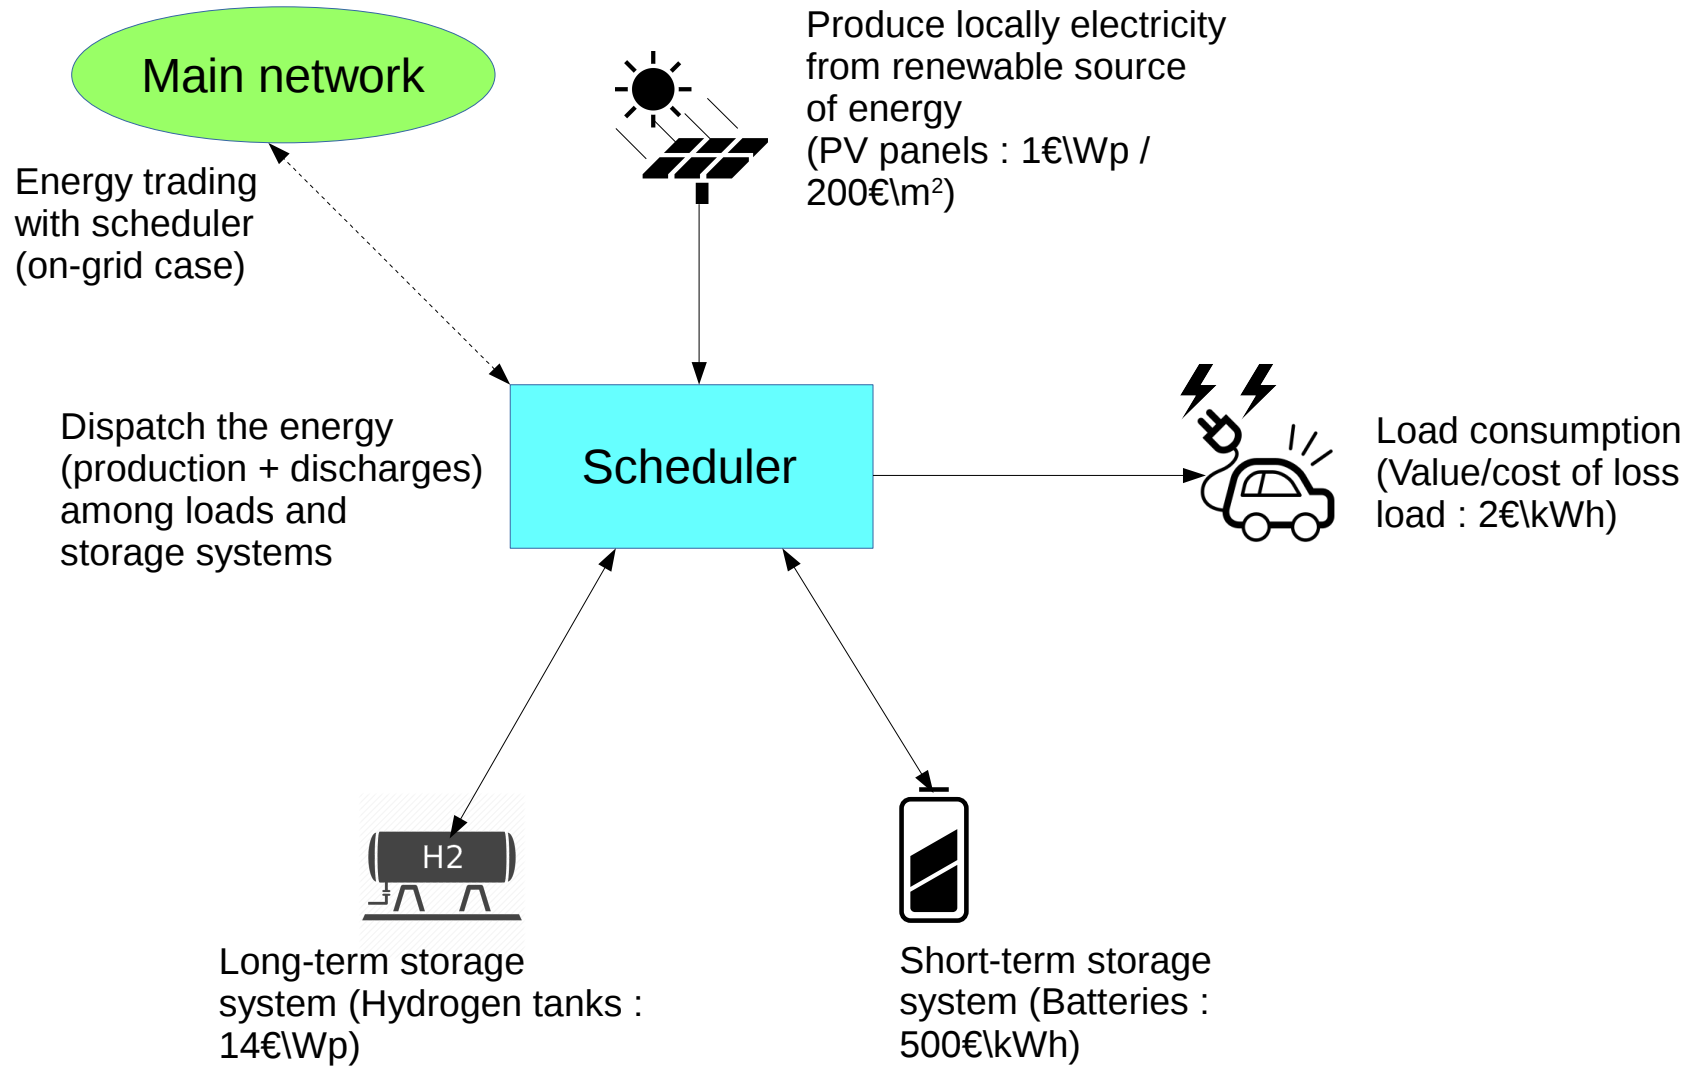 Main network
Produce locally electricity
from renewable source
of energy
(PV panels : 1€\Wp /
200€\m²)
Energy trading
with scheduler
(on-grid case)
Dispatch the energy
(production + discharges)
among loads and
storage systems
Scheduler
Load consumption
(Value/cost of loss
load : 2€\kWh)
H2
Long-term storage
system (Hydrogen tanks :
14€\Wp)
Short-term storage
system (Batteries :
500€\kWh)